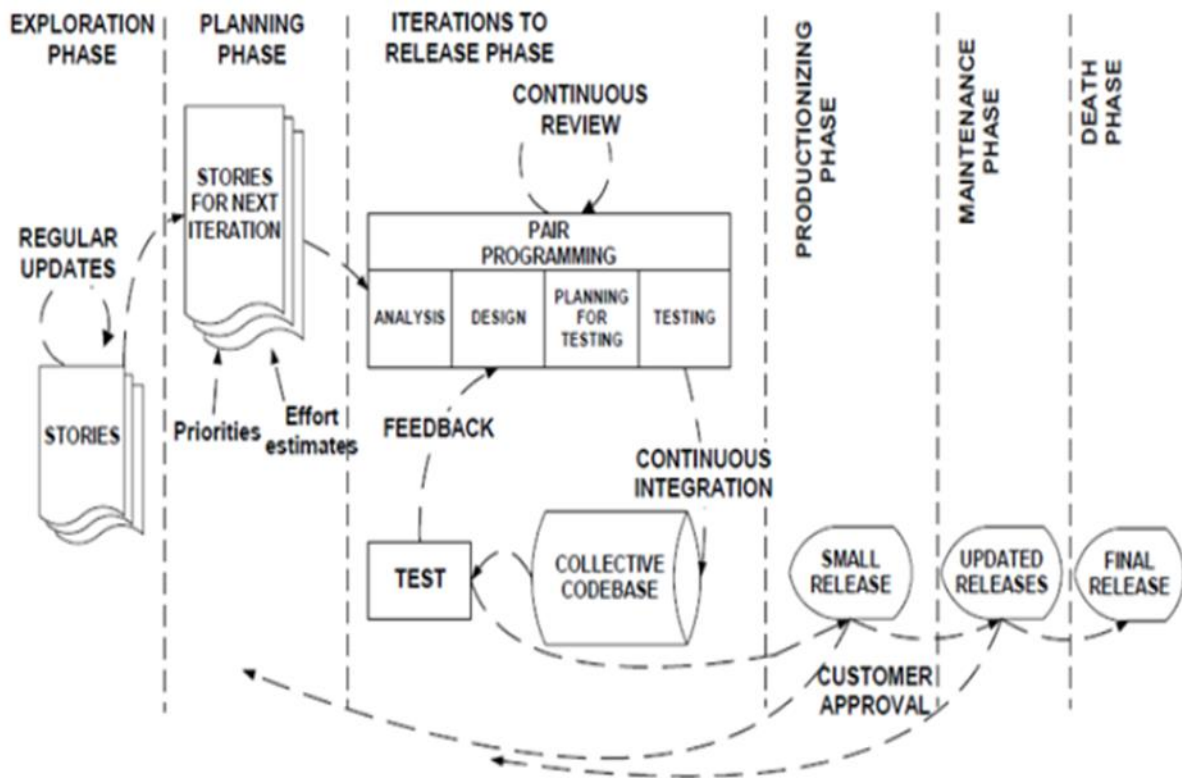 EXPLORATION
PHASE
PLANNING
PHASE
ITERATIONS TO
RELEASE PHASE
PRODUCTIONIZING
PHASE
MAINTENANCE
PHASE
DEATH
PHASE
CONTINUOUS
REVIEW
STORIES
FOR NEXT
ITERATION
REGULAR
UPDATES
PAIR
PROGRAMMING
ANALYSIS
DESIGN
PLANNING
FOR
TESTING
TESTING
STORIES
Priorities
Effort
estimates
FEEDBACK
CONTINUOUS
INTEGRATION
TEST
COLLECTIVE
CODEBASE
SMALL
RELEASE
UPDATED
RELEASES
FINAL
RELEASE
CUSTOMER
APPROVAL